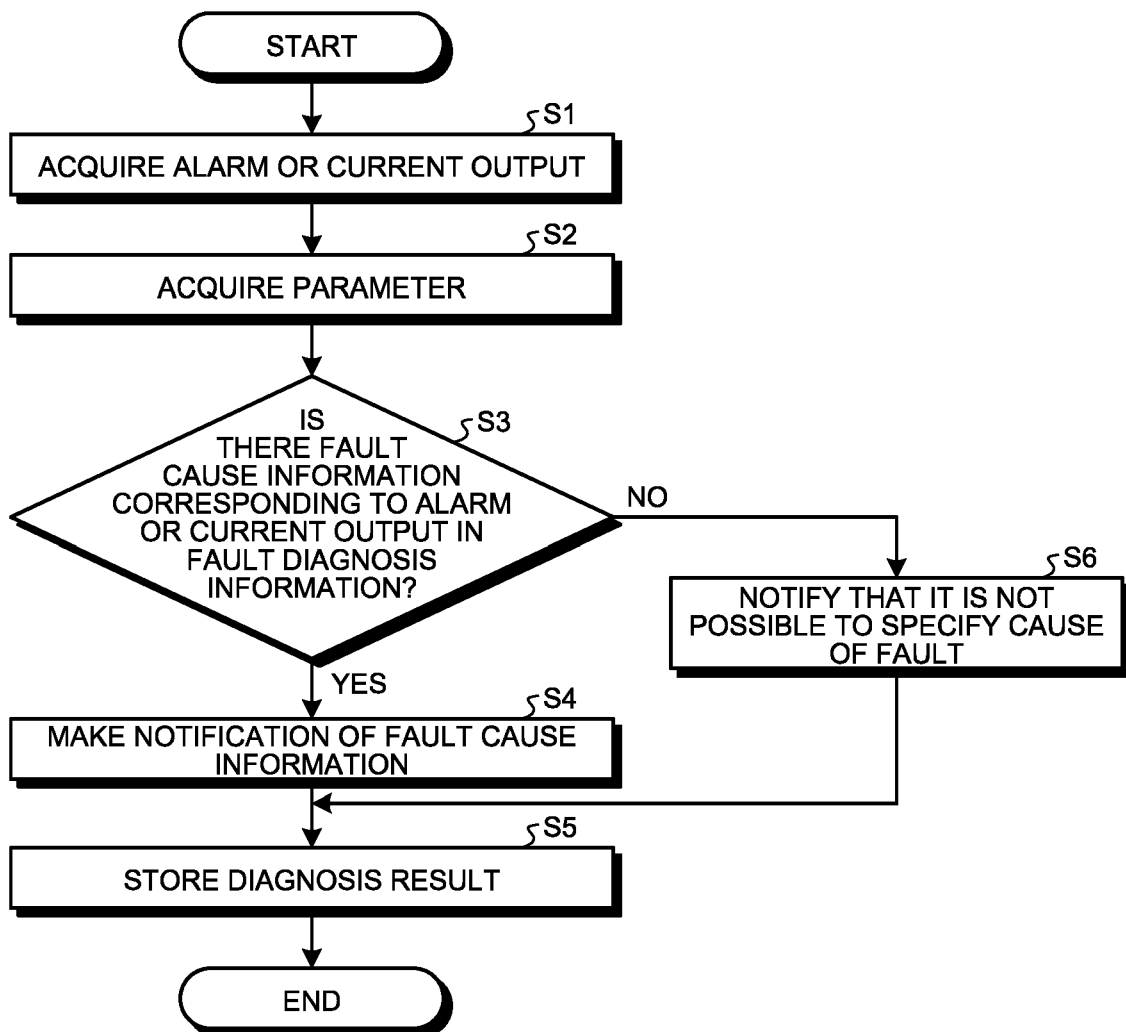 START
S1
ACQUIRE ALARM OR CURRENT OUTPUT
S2
ACQUIRE PARAMETER
S3
IS
THERE FAULT
CAUSE INFORMATION
CORRESPONDING TO ALARM
OR CURRENT OUTPUT IN
FAULT DIAGNOSIS
INFORMATION?
NO
S6
NOTIFY THAT IT IS NOT
POSSIBLE TO SPECIFY CAUSE
OF FAULT
YES
S4
MAKE NOTIFICATION OF FAULT CAUSE
INFORMATION
S5
STORE DIAGNOSIS RESULT
END